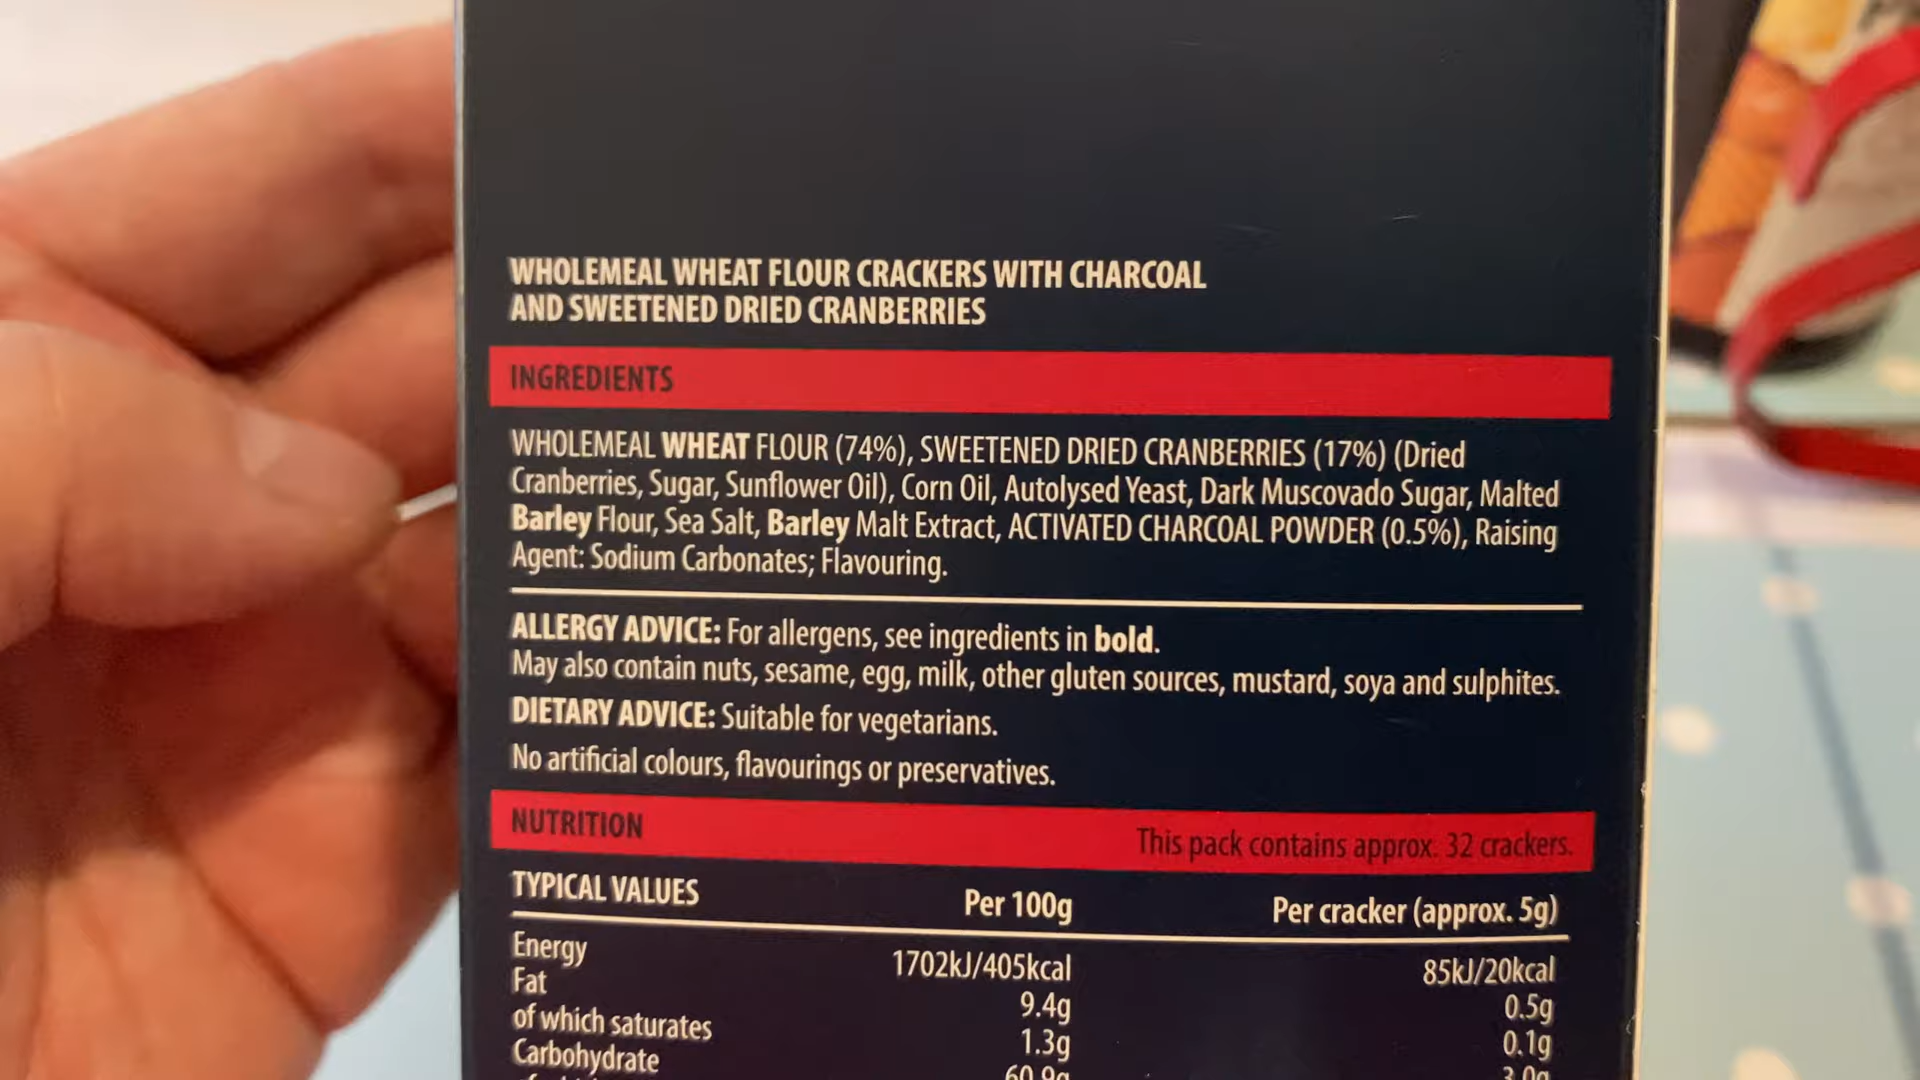 WHOLEMEAL WHEAT FLOUR CRACKERS WITH CHARCOAL
AND SWEETENED DRIED CRANBERRIES
INGREDIENTS
WHOLEMEAL WHEAT FLOUR (74%), SWEETENED DRIED CRANBERRIES (17%) (Dried
Cranberries, Sugar, Sunflower Oil), Corn Oil, Autolysed Yeast, Dark Muscovado Sugar, Malted
Barley Flour, Sea Salt, Barley Malt Extract, ACTIVATED CHARCOAL POWDER (0.5%), Raising
Agent: Sodium Carbonates; Flavouring.
ALLERGY ADVICE: For allergens, see ingredients in bold.
May also contain nuts, sesame, egg, milk, other gluten sources, mustard, soya and sulphites.
DIETARY ADVICE: Suitable for vegetarians.
No artificial colours, flavourings or preservatives.
NUTRITION This pack contains approx. 32 crackers.
TYPICAL VALUES Per 100g Per cracker (approx. 5g)
Energy 1702kJ/405kcal 85kJ/20kcal
Fat 9.4g 0.5g
of which saturates 1.3g 0.1g
Carbohydrate 60.9g 3.0g